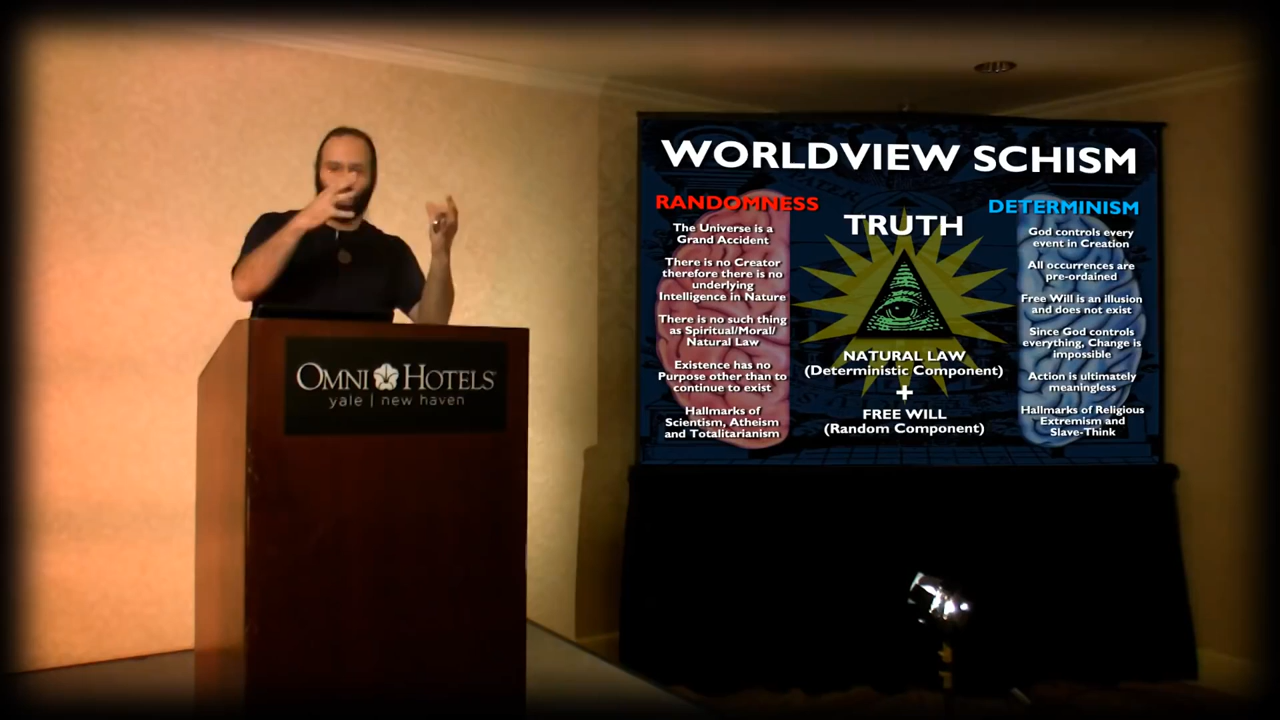 OMNI HOTELS
yale | new haven
WORLDVIEW SCHISM
RANDOMNESS
The Universe is a
Grand Accident
There is no Creator
therefore there is no
underlying
Intelligence in Nature
There is no such thing
as Spiritual/Moral/
Natural Law
Existence has no
Purpose other than to
continue to exist
Hallmarks of
Scientism, Atheism
and Totalitarianism
TRUTH
NATURAL LAW
(Deterministic Component)
+
FREE WILL
(Random Component)
DETERMINISM
God controls every
event in Creation
All occurrences are
pre-ordained
Free Will is an illusion
and does not exist
Since God controls
everything, Change is
impossible
Action is ultimately
meaningless
Hallmarks of Religious
Extremism and
Slave-Think